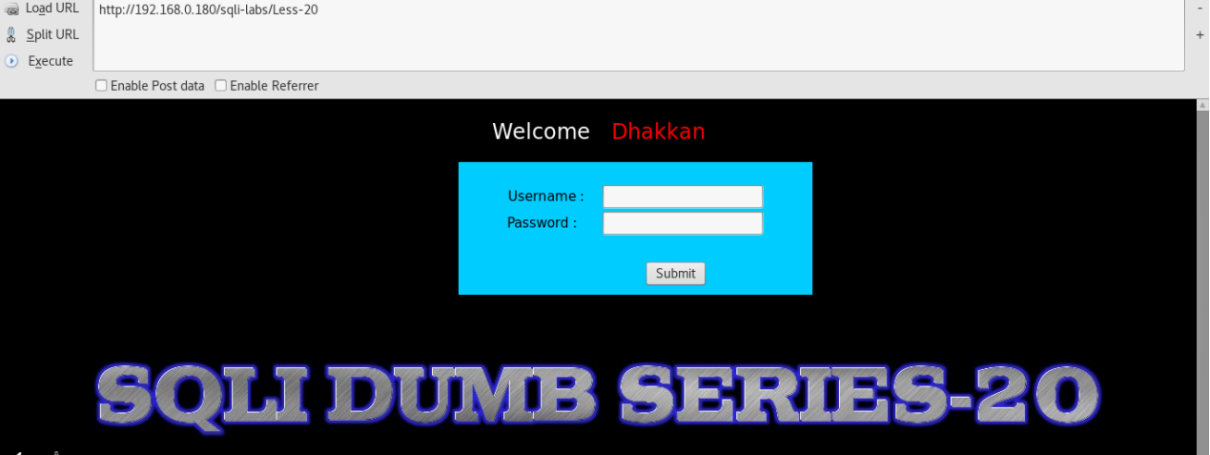 Load URL
http://192.168.0.180/sqli-labs/Less-20
-
Split URL
+
Execute
Enable Post data
Enable Referrer
Welcome Dhakkan
Username :
Password :
Submit
SQLI DUMB SERIES-20